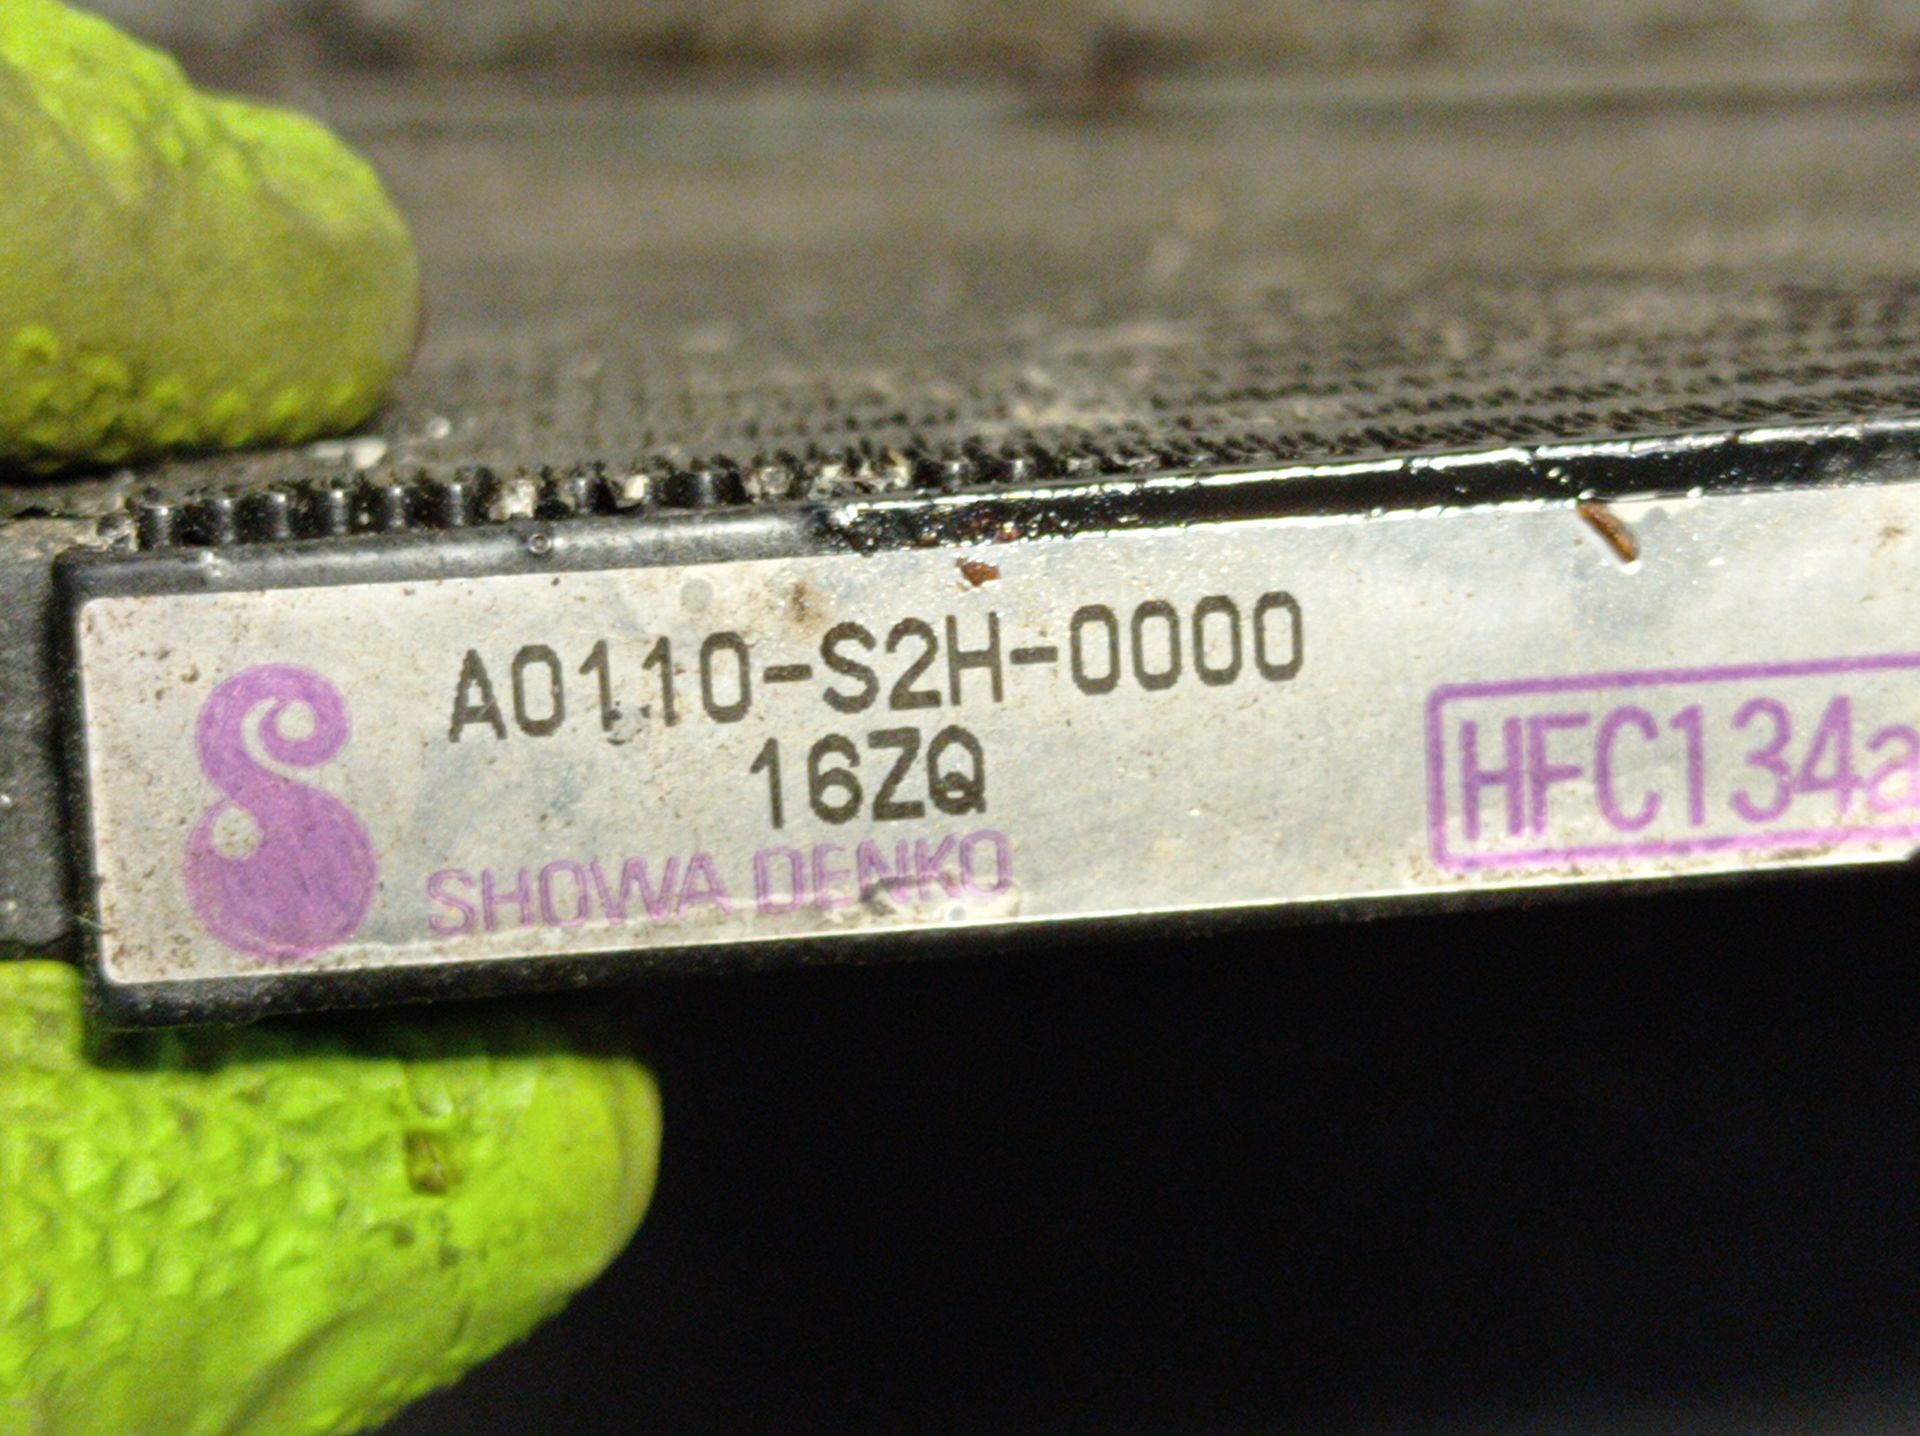 A0110-S2H-0000
16ZQ
SHOWA DENKO
HFC134a